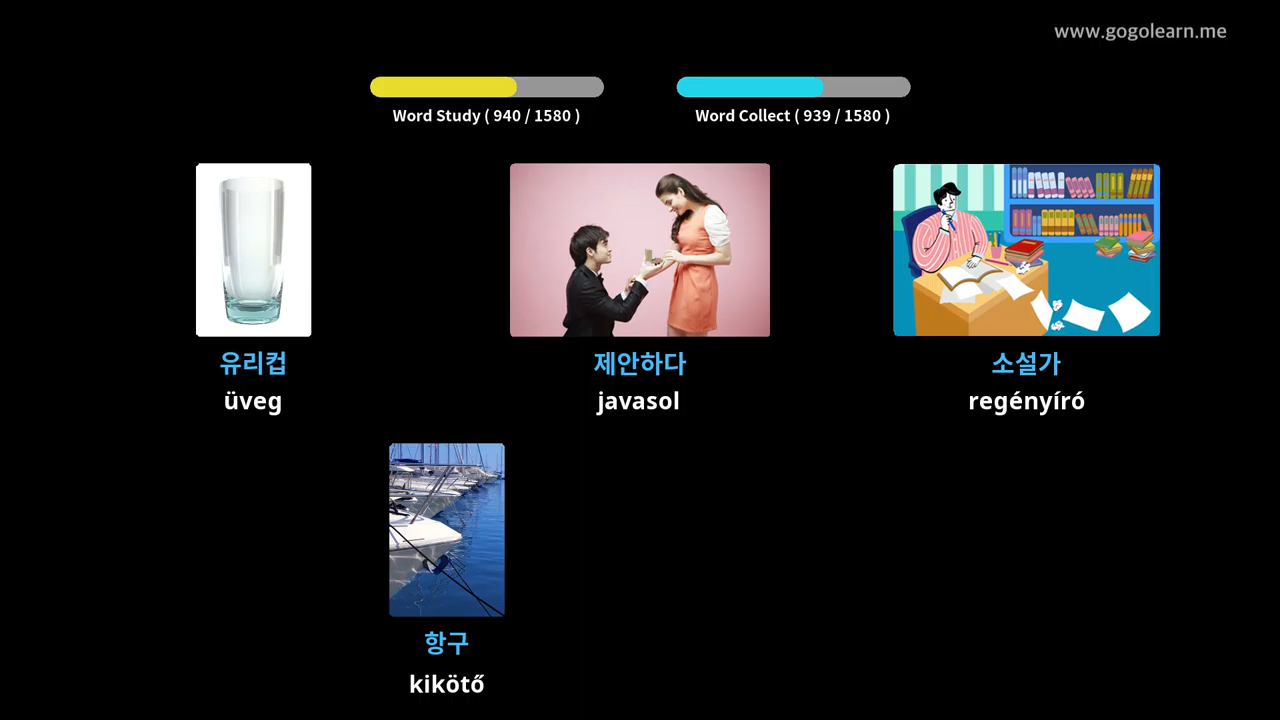 www.gogolearn.me
Word Study ( 940 / 1580 )
Word Collect ( 939 / 1580 )
유리컵
üveg
제안하다
javasol
소설가
regényíró
항구
kikötő